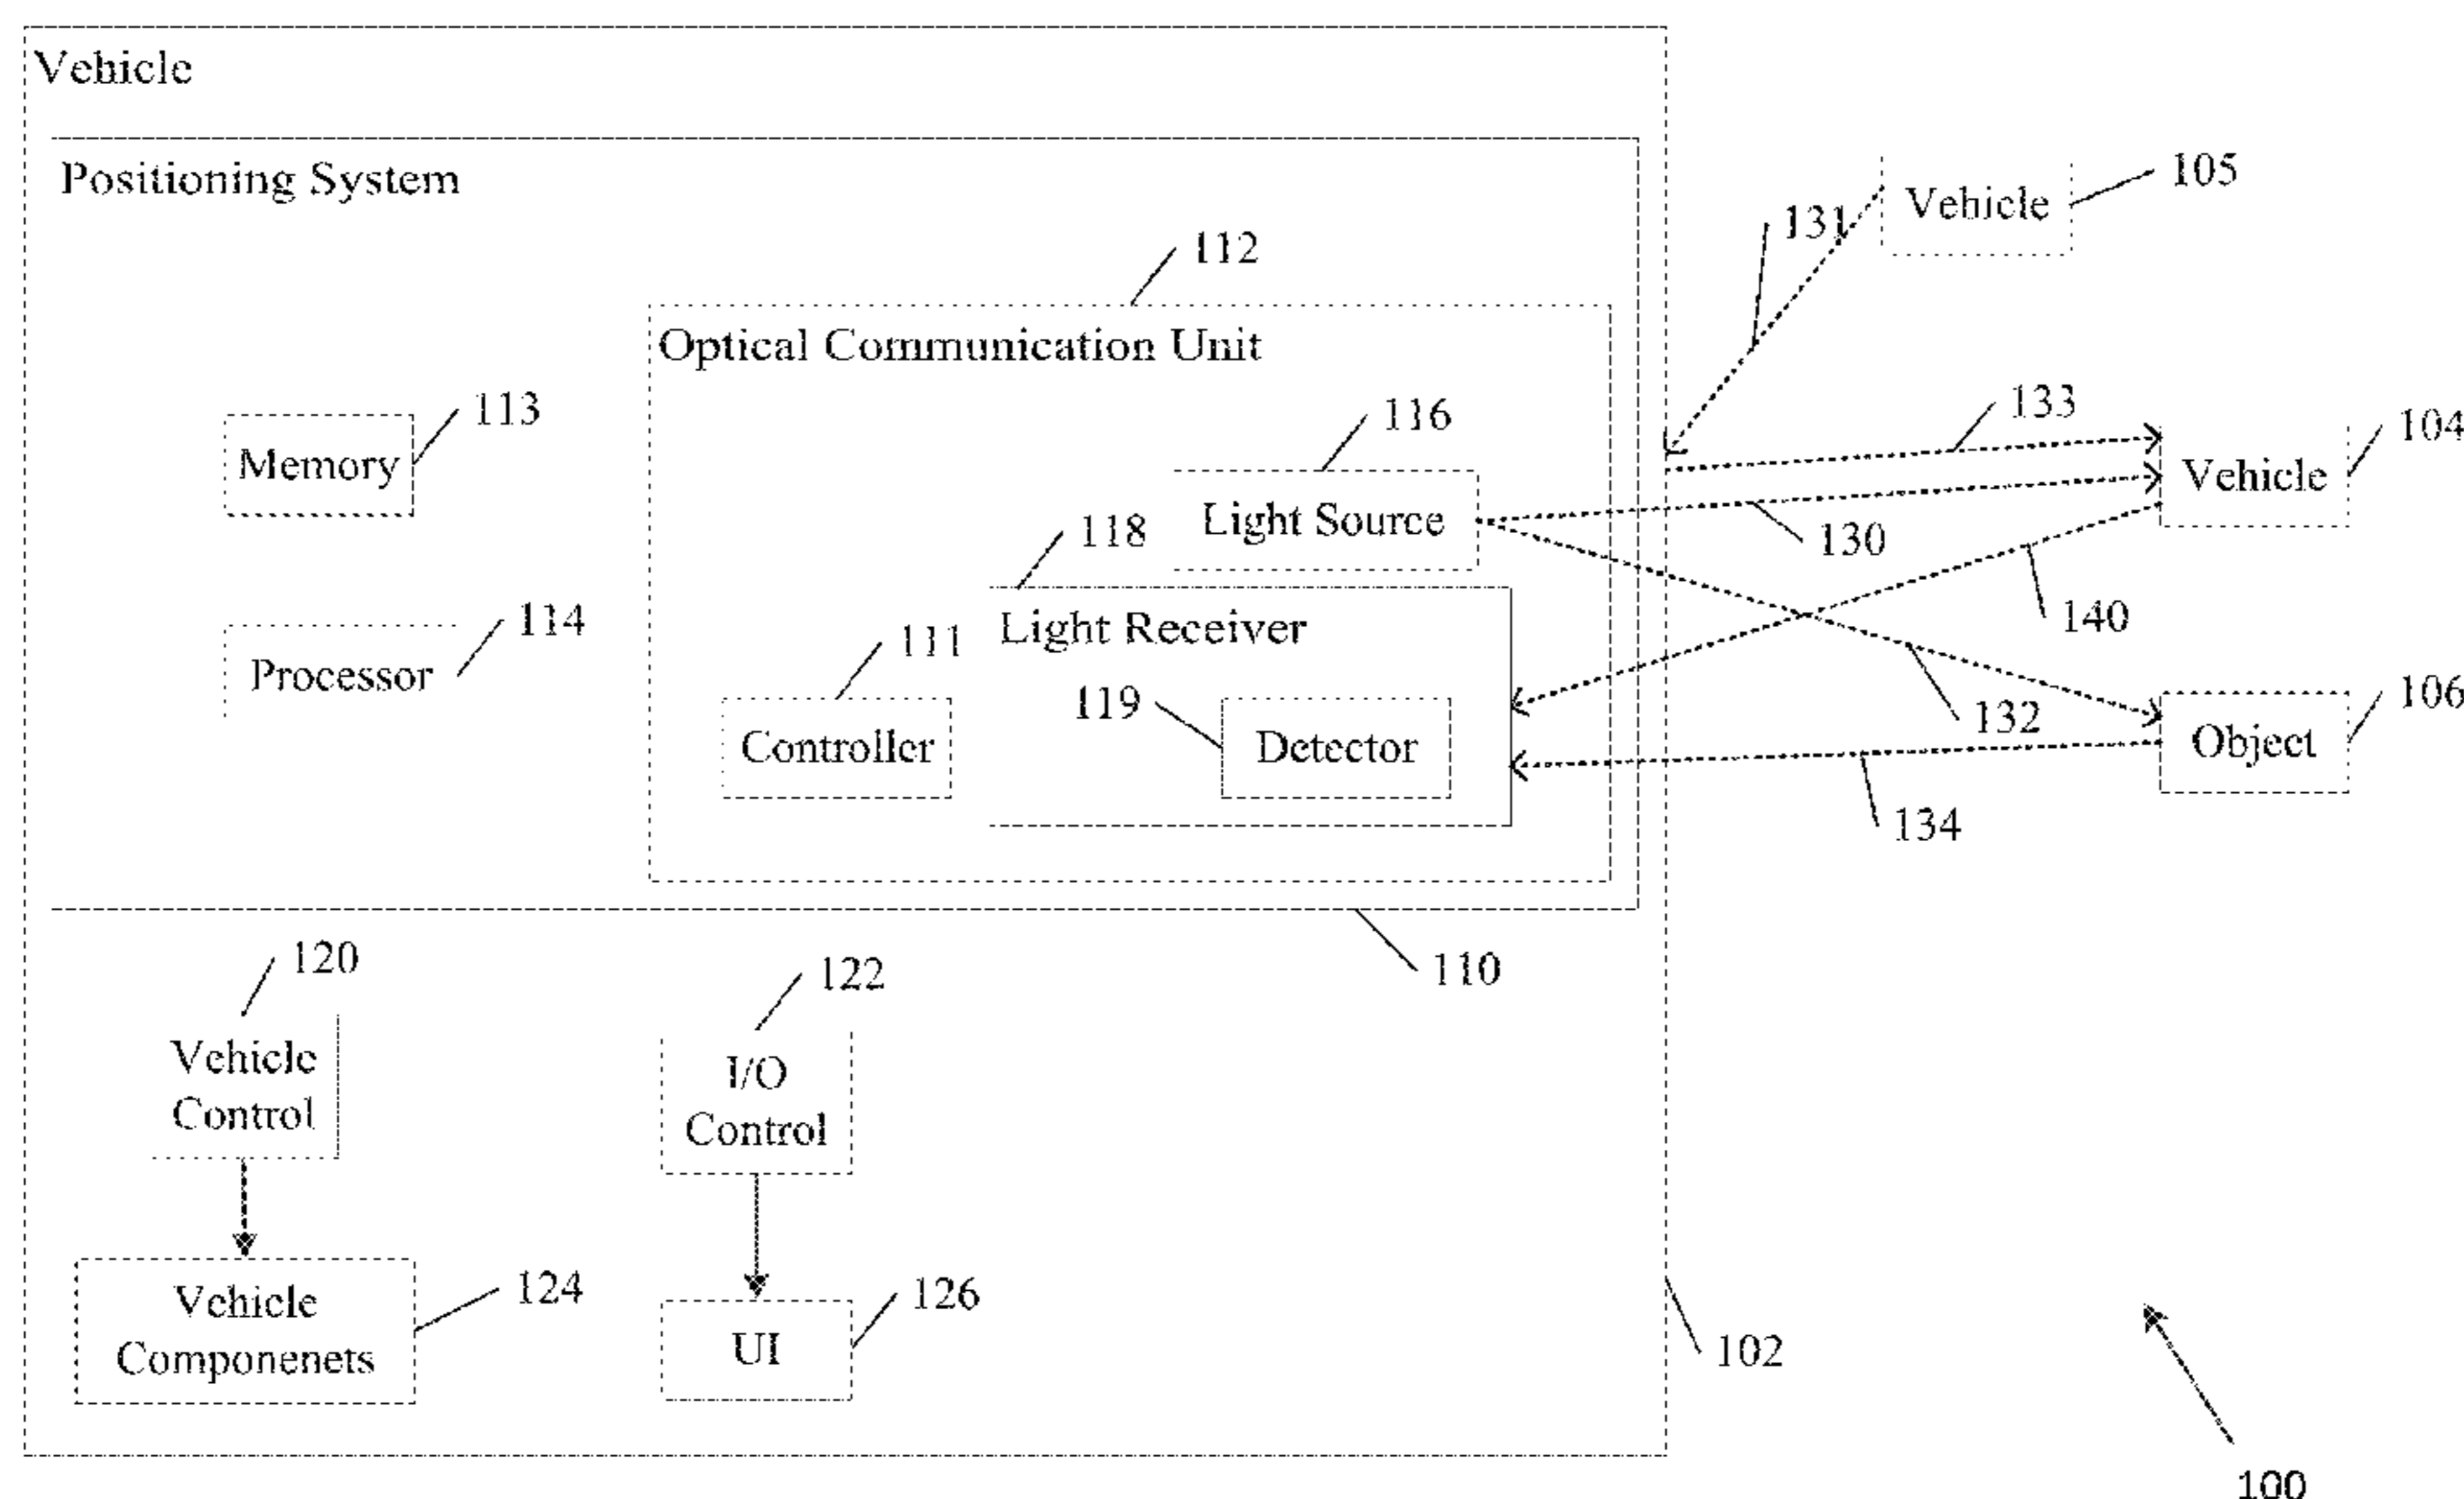 Vehicle
Positioning System
105
Vehicle
131
112
Optical Communication Unit
113
Memory
116
133
104
Vehicle
Light Source
118
130
114
Processor
Light Receiver
111
140
119
Controller
Detector
132
106
Object
134
120
122
110
Vehicle
Control
I/O
Control
124
Vehicle
Componenets
126
UI
102
100